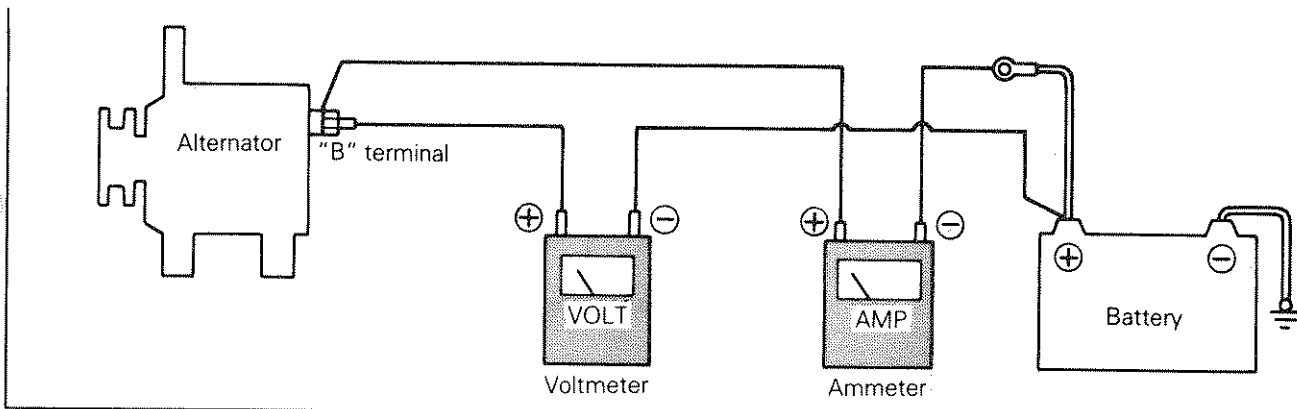 Alternator
"B" terminal
⊕
⊖
VOLT
Voltmeter
⊕
⊖
AMP
Ammeter
⊕
⊖
Battery